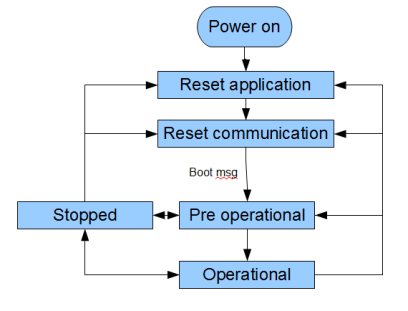 Power on
Reset application
Reset communication
Boot msg
Stopped
Pre operational
Operational